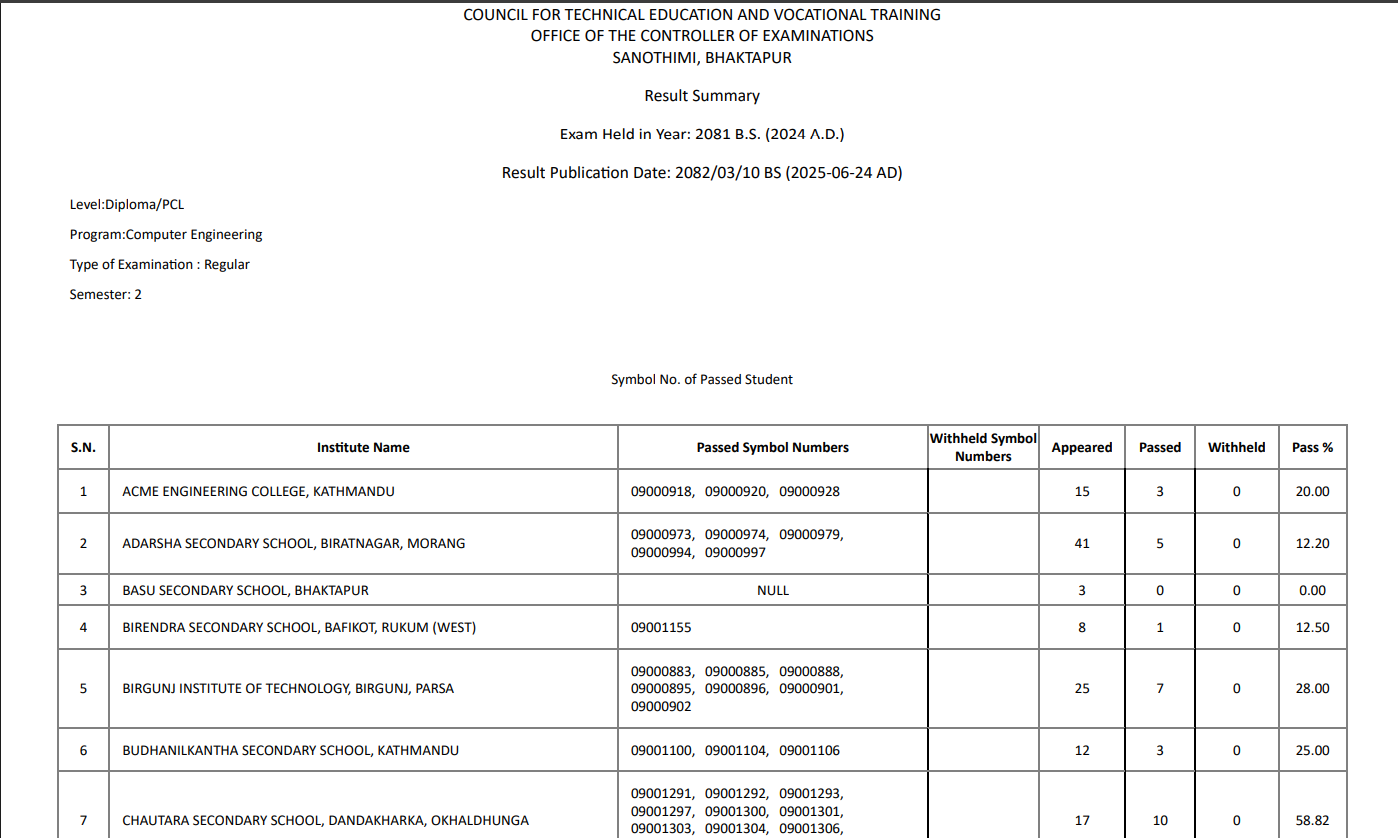 COUNCIL FOR TECHNICAL EDUCATION AND VOCATIONAL TRAINING
OFFICE OF THE CONTROLLER OF EXAMINATIONS
SANOTHIMI, BHAKTAPUR
Result Summary
Exam Held in Year: 2081 B.S. (2024 A.D.)
Result Publication Date: 2082/03/10 BS (2025-06-24 AD)
Level:Diploma/PCL
Program:Computer Engineering
Type of Examination : Regular
Semester: 2
Symbol No. of Passed Student
S.N. Institute Name Passed Symbol Numbers Withheld Symbol Numbers Appeared Passed Withheld Pass %
1 ACME ENGINEERING COLLEGE, KATHMANDU 09000918, 09000920, 09000928 15 3 0 20.00
2 ADARSHA SECONDARY SCHOOL, BIRATNAGAR, MORANG 09000973, 09000974, 09000979,
09000994, 09000997 41 5 0 12.20
3 BASU SECONDARY SCHOOL, BHAKTAPUR NULL 3 0 0 0.00
4 BIRENDRA SECONDARY SCHOOL, BAFIKOT, RUKUM (WEST) 09001155 8 1 0 12.50
5 BIRGUNJ INSTITUTE OF TECHNOLOGY, BIRGUNJ, PARSA 09000883, 09000885, 09000888,
09000895, 09000896, 09000901,
09000902 25 7 0 28.00
6 BUDHANILKANTHA SECONDARY SCHOOL, KATHMANDU 09001100, 09001104, 09001106 12 3 0 25.00
7 CHAUTARA SECONDARY SCHOOL, DANDAKHARKA, OKHALDHUNGA 09001291, 09001292, 09001293,
09001297, 09001300, 09001301,
09001303, 09001304, 09001306, 17 10 0 58.82